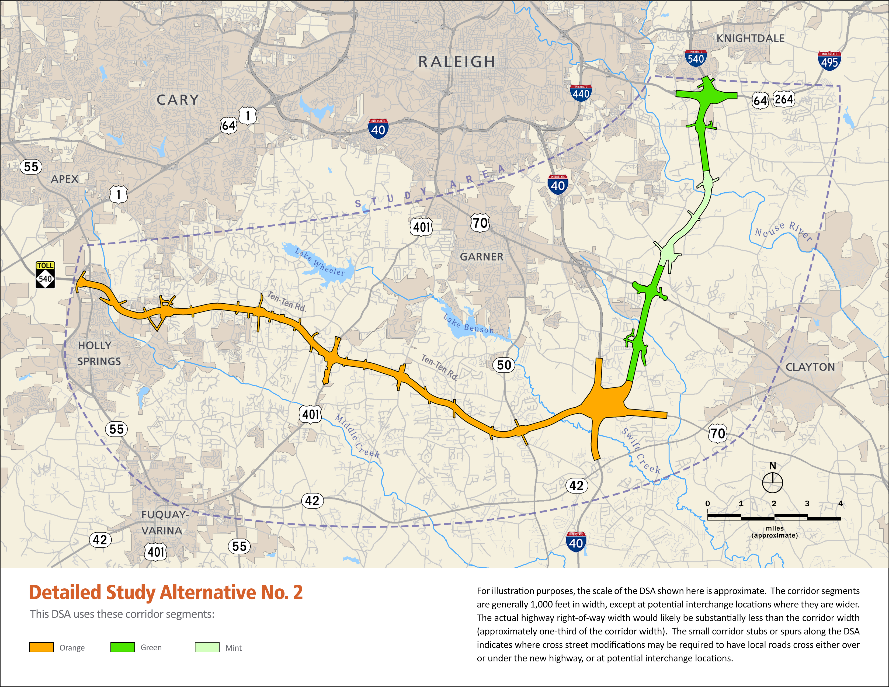 KNIGHTDALE
540
495
RALEIGH
440
64 264
CARY
1
64
40
55
APEX
1
40
STUDY AREA
401
70
Neuse River
GARNER
Lake Wheeler
TOLL
540
Ten-Ten Rd.
Lake Benson
HOLLY
SPRINGS
Ten-Ten Rd.
50
CLAYTON
401
Middle Creek
55
Swift Creek
70
N
42
42
0 1 2 3 4
miles
(approximate)
FUQUAY-
VARINA
42
401
55
40
Detailed Study Alternative No. 2
This DSA uses these corridor segments:
Orange
Green
Mint
For illustration purposes, the scale of the DSA shown here is approximate. The corridor segments
are generally 1,000 feet in width, except at potential interchange locations where they are wider.
The actual highway right-of-way width would likely be substantially less than the corridor width
(approximately one-third of the corridor width). The small corridor stubs or spurs along the DSA
indicates where cross street modifications may be required to have local roads cross either over
or under the new highway, or at potential interchange locations.